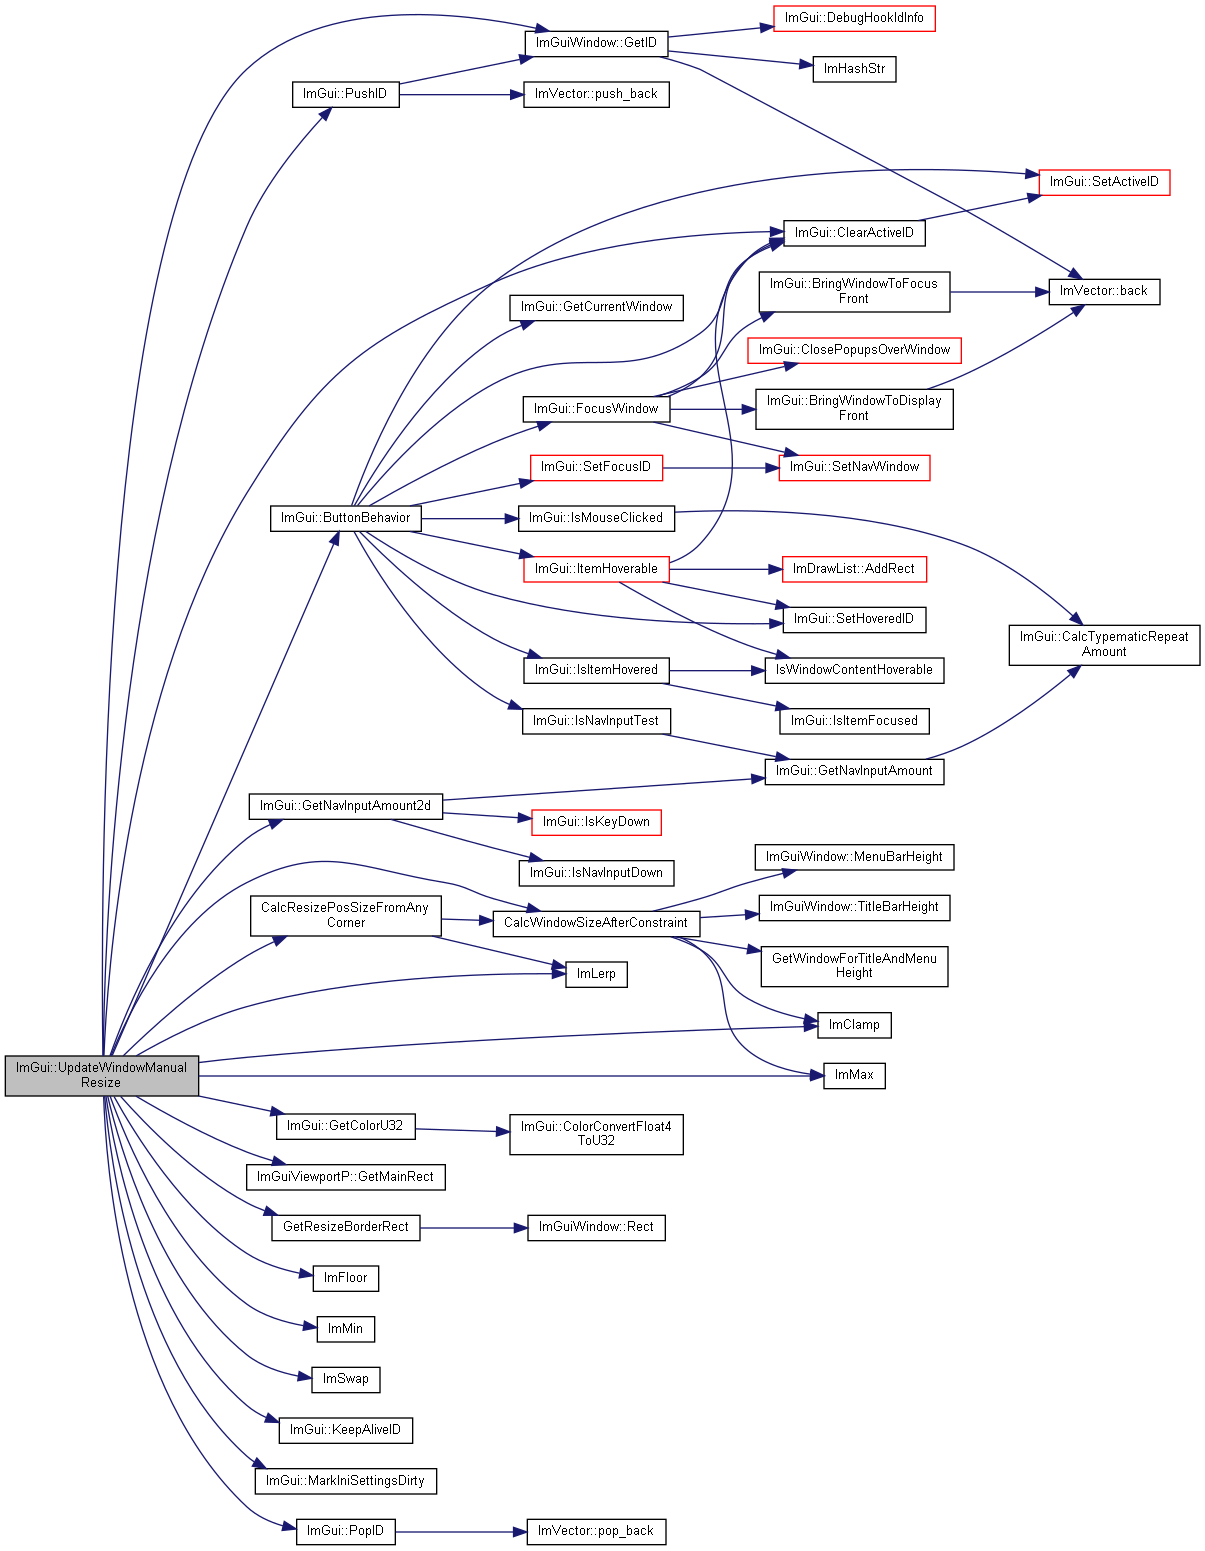 ImGui::DebugHookIdInfo
ImGuiWindow::GetID
ImHashStr
ImGui::PushID
ImVector::push_back
ImGui::SetActiveID
ImGui::ClearActiveID
ImGui::BringWindowToFocus
Front
ImVector::back
ImGui::GetCurrentWindow
ImGui::ClosePopupsOverWindow
ImGui::FocusWindow
ImGui::BringWindowToDisplay
Front
ImGui::SetFocusID
ImGui::SetNavWindow
ImGui::ButtonBehavior
ImGui::IsMouseClicked
ImGui::ItemHoverable
ImDrawList::AddRect
ImGui::SetHoveredID
ImGui::CalcTypematicRepeat
Amount
ImGui::IsItemHovered
IsWindowContentHoverable
ImGui::IsNavInputTest
ImGui::IsItemFocused
ImGui::GetNavInputAmount
ImGui::GetNavInputAmount2d
ImGui::IsKeyDown
ImGui::IsNavInputDown
ImGuiWindow::MenuBarHeight
CalcResizePosSizeFromAny
Corner
CalcWindowSizeAfterConstraint
ImGuiWindow::TitleBarHeight
GetWindowForTitleAndMenu
Height
ImLerp
ImClamp
ImGui::UpdateWindowManual
Resize
ImMax
ImGui::GetColorU32
ImGui::ColorConvertFloat4
ToU32
ImGuiViewportP::GetMainRect
GetResizeBorderRect
ImGuiWindow::Rect
ImFloor
ImMin
ImSwap
ImGui::KeepAliveID
ImGui::MarkIniSettingsDirty
ImGui::PopID
ImVector::pop_back